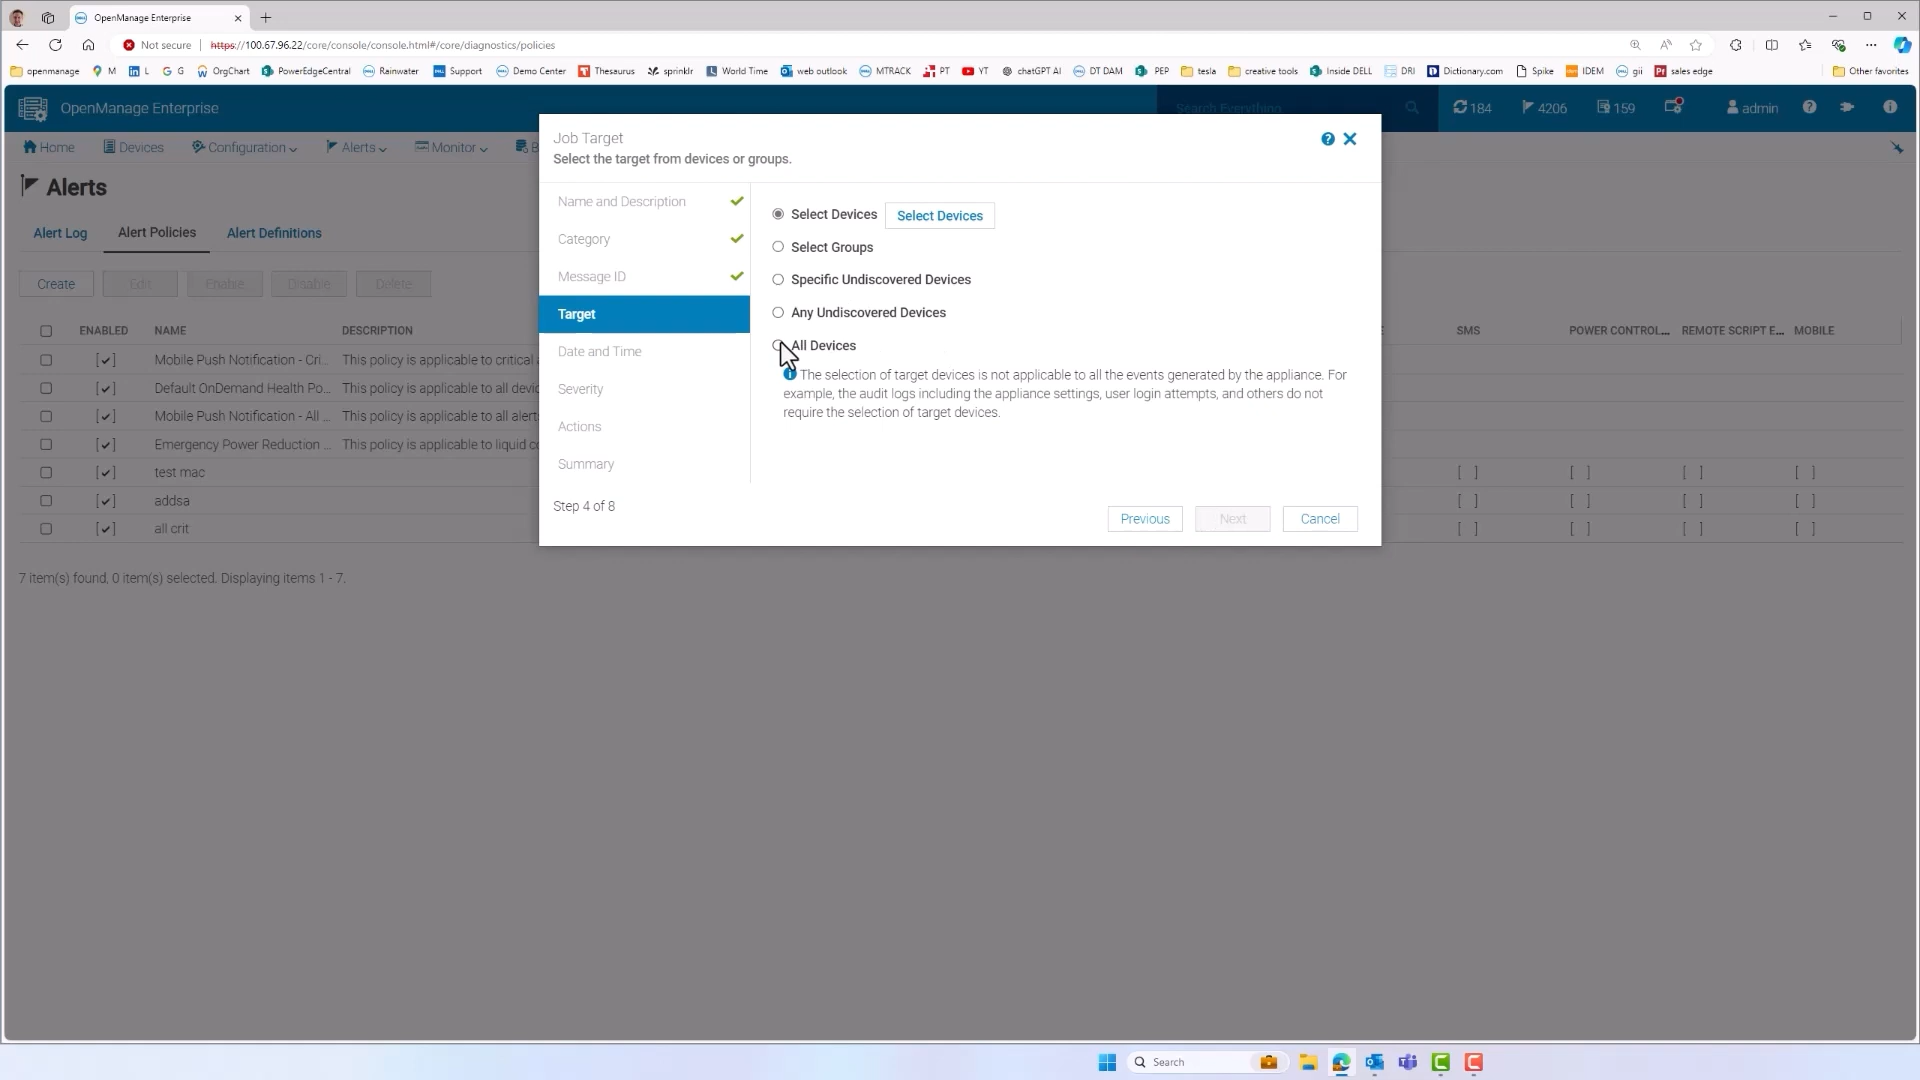 OpenManage Enterprise
Not secure https://100.67.96.22/core/console/console.html#/core/diagnostics/policies
openmanage M L G OrgChart PowerEdgeCentral Rainwater Support Demo Center Thesaurus sprinklr World Time web outlook MTRACK PT YT chatGPT AI DT DAM PEP tesla creative tools Inside DELL DRI Dictionary.com Spike IDEM gii sales edge Other favorites
OpenManage Enterprise Search Everything 184 4206 159 admin
Home Devices Configuration Alerts Monitor B
Alerts
Alert Log Alert Policies Alert Definitions
Create Edit Enable Disable Delete
ENABLED NAME DESCRIPTION SMS POWER CONTROL... REMOTE SCRIPT E... MOBILE
Mobile Push Notification - Cri... This policy is applicable to critical
Default OnDemand Health Po... This policy is applicable to all devi
Mobile Push Notification - All ... This policy is applicable to all alert
Emergency Power Reduction ... This policy is applicable to liquid co
test mac [ ] [ ] [ ] [ ]
addsa [ ] [ ] [ ] [ ]
all crit [ ] [ ] [ ] [ ]
7 item(s) found, 0 item(s) selected. Displaying items 1 - 7.
Job Target
Select the target from devices or groups.
Name and Description
Category
Message ID
Target
Date and Time
Severity
Actions
Summary
Step 4 of 8
Select Devices Select Devices
Select Groups
Specific Undiscovered Devices
Any Undiscovered Devices
All Devices
The selection of target devices is not applicable to all the events generated by the appliance. For
example, the audit logs including the appliance settings, user login attempts, and others do not
require the selection of target devices.
Previous Next Cancel
Search